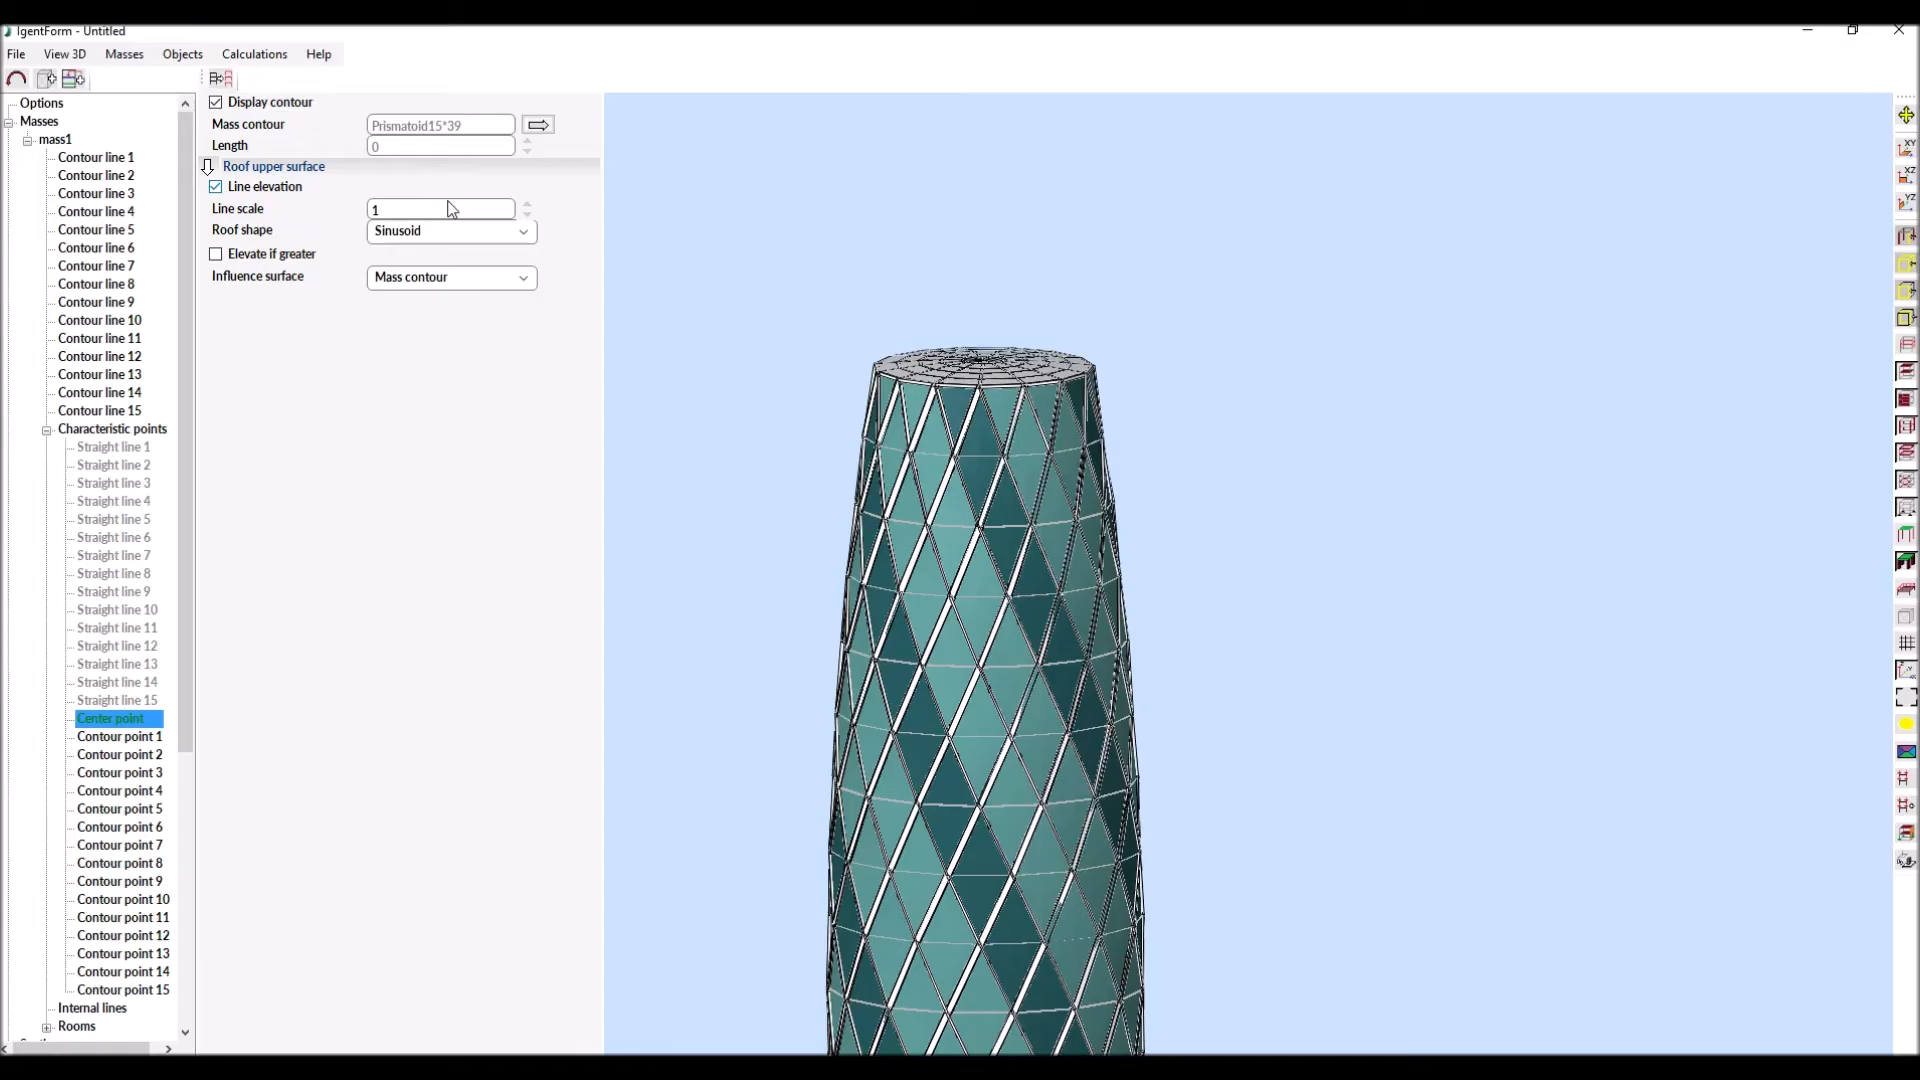 IgentForm - Untitled
File View 3D Masses Objects Calculations Help
Options
Masses
mass1
Contour line 1
Contour line 2
Contour line 3
Contour line 4
Contour line 5
Contour line 6
Contour line 7
Contour line 8
Contour line 9
Contour line 10
Contour line 11
Contour line 12
Contour line 13
Contour line 14
Contour line 15
Characteristic points
Straight line 1
Straight line 2
Straight line 3
Straight line 4
Straight line 5
Straight line 6
Straight line 7
Straight line 8
Straight line 9
Straight line 10
Straight line 11
Straight line 12
Straight line 13
Straight line 14
Straight line 15
Center point
Contour point 1
Contour point 2
Contour point 3
Contour point 4
Contour point 5
Contour point 6
Contour point 7
Contour point 8
Contour point 9
Contour point 10
Contour point 11
Contour point 12
Contour point 13
Contour point 14
Contour point 15
Internal lines
Rooms
Display contour
Mass contour Prismatoid15*39
Length 0
Roof upper surface
Line elevation
Line scale 1
Roof shape Sinusoid
Elevate if greater
Influence surface Mass contour
XY
XZ
YZ